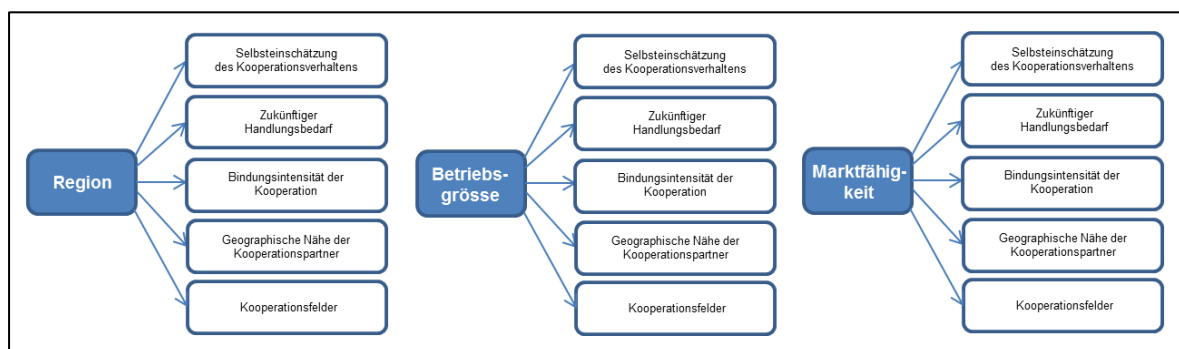 Region
Selbsteinschätzung
des Kooperationsverhaltens
Zukünftiger
Handlungsbedarf
Bindungsintensität der
Kooperation
Geographische Nähe der
Kooperationspartner
Kooperationsfelder
Betriebs-
grösse
Selbsteinschätzung
des Kooperationsverhaltens
Zukünftiger
Handlungsbedarf
Bindungsintensität der
Kooperation
Geographische Nähe der
Kooperationspartner
Kooperationsfelder
Marktfähig-
keit
Selbsteinschätzung
des Kooperationsverhaltens
Zukünftiger
Handlungsbedarf
Bindungsintensität der
Kooperation
Geographische Nähe der
Kooperationspartner
Kooperationsfelder